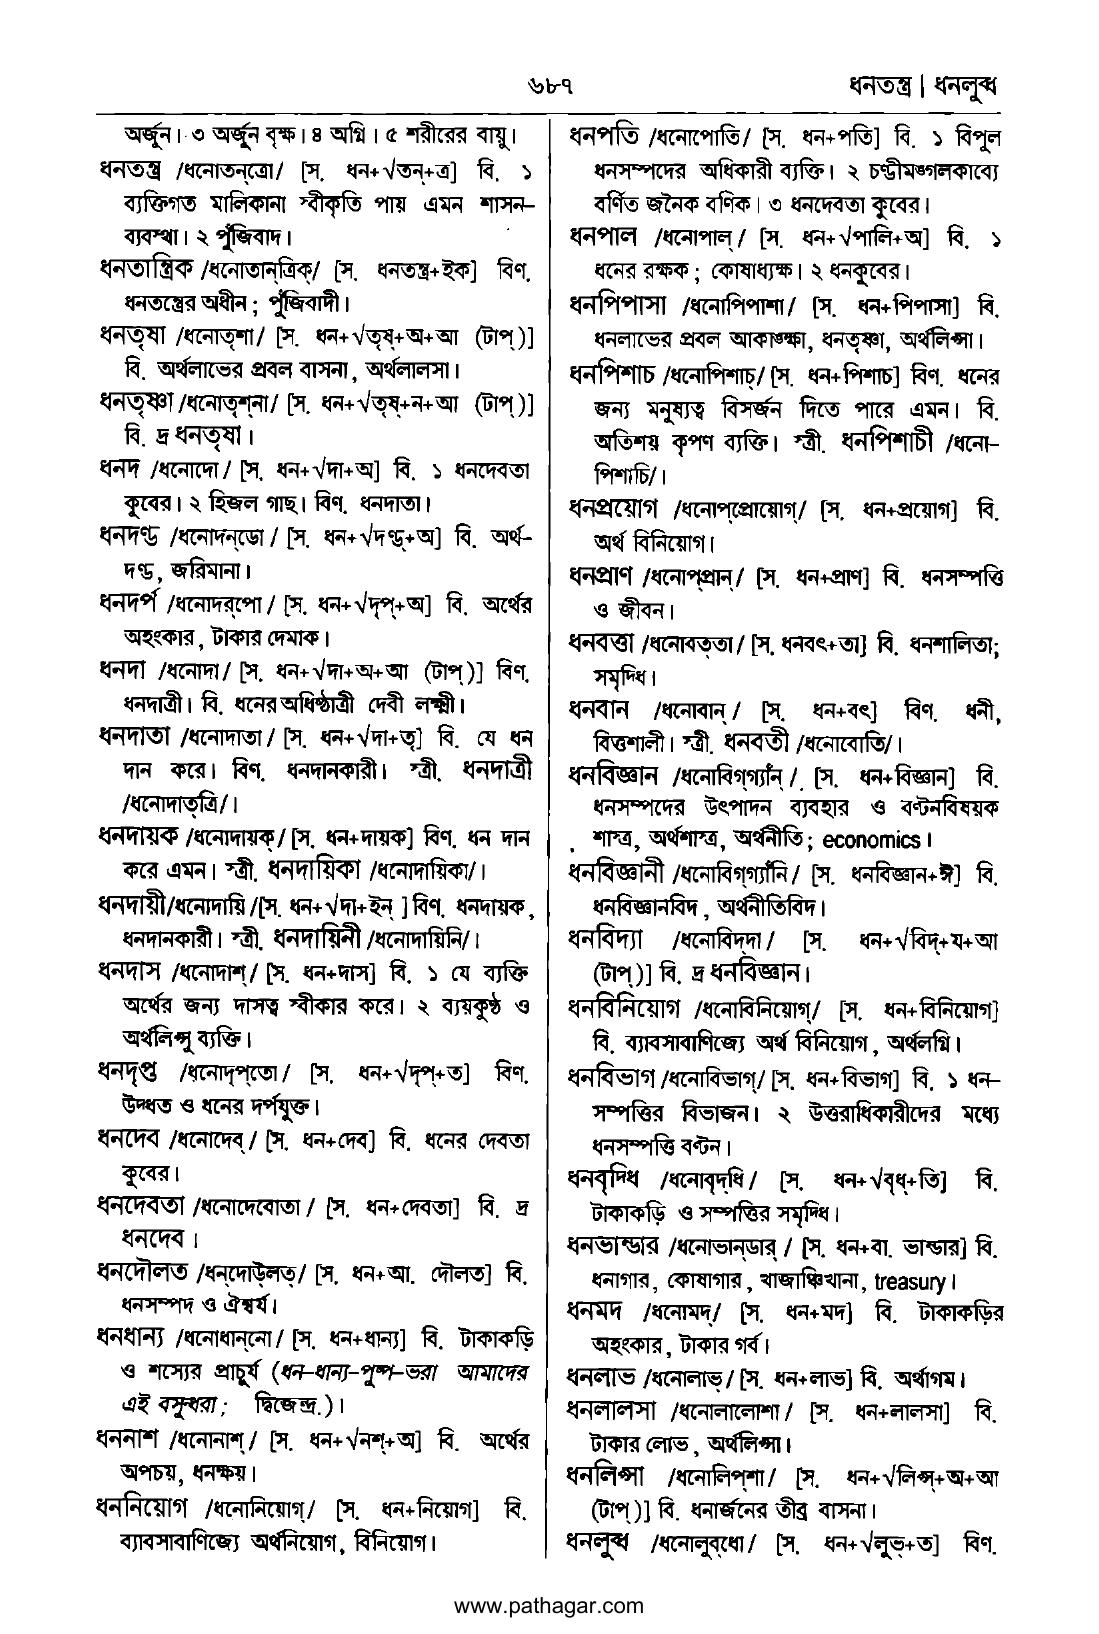 ৬৮৭
ধনতন্ত্র | ধনলুব্ধ
অর্জুন। ৩ অর্জুন বৃক্ষ। ৪ অগ্নি। ৫ শরীরের বায়ু।
ধনতন্ত্র /ধনোতন্‌ত্রো/ [স. ধন+√তন্‌+ত্র] বি. ১
ব্যক্তিগত মালিকানা স্বীকৃতি পায় এমন শাসন-
ব্যবস্থা। ২ পুঁজিবাদ।
ধনতান্ত্রিক /ধনোতান্‌ত্রিক্/ [স. ধনতন্ত্র+ইক] বিণ.
ধনতন্ত্রের অধীন; পুঁজিবাদী।
ধনতৃষা /ধনোতৃশা/ [স. ধন+√তৃষ্+অ+আ (টাপ্)]
বি. অর্থলাভের প্রবল বাসনা, অর্থলালসা।
ধনতৃষ্ণা /ধনোতৃশ্‌না/ [স. ধন+√তৃষ্+ন+আ (টাপ্)]
বি. দ্র ধনতৃষা।
ধনদ /ধনোদো/ [স. ধন+√দা+অ] বি. ১ ধনদেবতা
কুবের। ২ হিজল গাছ। বিণ. ধনদাতা।
ধনদণ্ড /ধনোদন্‌ডো/ [স. ধন+√দণ্ড্+অ] বি. অর্থ-
দণ্ড, জরিমানা।
ধনদর্প /ধনোদর্‌পো/ [স. ধন+√দৃপ্+অ] বি. অর্থের
অহংকার, টাকার দেমাক।
ধনদা /ধনোদা/ [স. ধন+√দা+অ+আ (টাপ্)] বিণ.
ধনদাত্রী। বি. ধনের অধিষ্ঠাত্রী দেবী লক্ষ্মী।
ধনদাতা /ধনোদাতা/ [স. ধন+√দা+তৃ] বি. যে ধন
দান করে। বিণ. ধনদানকারী। স্ত্রী. ধনদাত্রী
/ধনোদাত্‌ত্রি/।
ধনদায়ক /ধনোদায়ক্/ [স. ধন+দায়ক] বিণ. ধন দান
করে এমন। স্ত্রী. ধনদায়িকা /ধনোদায়িকা/।
ধনদায়ী /ধনোদায়ি/ [স. ধন+√দা+ইন্ ] বিণ. ধনদায়ক,
ধনদানকারী। স্ত্রী. ধনদায়িনী /ধনোদায়িনি/।
ধনদাস /ধনোদাশ্/ [স. ধন+দাস] বি. ১ যে ব্যক্তি
অর্থের জন্য দাসত্ব স্বীকার করে। ২ ব্যয়কুণ্ঠ ও
অর্থলিপ্সু ব্যক্তি।
ধনদৃপ্ত /ধনোদৃপ্‌তো/ [স. ধন+√দৃপ্+ত] বিণ.
উদ্ধত ও ধনের দর্পযুক্ত।
ধনদেব /ধনোদেব্/ [স. ধন+দেব] বি. ধনের দেবতা
কুবের।
ধনদেবতা /ধনোদেবোতা/ [স. ধন+দেবতা] বি. দ্র
ধনদেব।
ধনদৌলত /ধন্‌দোউ্‌লত্/ [স. ধন+আ. দৌলত] বি.
ধনসম্পদ ও ঐশ্বর্য।
ধনধান্য /ধনোধান্‌নো/ [স. ধন+ধান্য] বি. টাকাকড়ি
ও শস্যের প্রাচুর্য (ধন-ধান্য-পুষ্প-ভরা আমাদের
এই বসুন্ধরা; দ্বিজেন্দ্র.)।
ধননাশ /ধনোনাশ্/ [স. ধন+√নশ্+অ] বি. অর্থের
অপচয়, ধনক্ষয়।
ধননিয়োগ /ধনোনিয়োগ্/ [স. ধন+নিয়োগ] বি.
ব্যাবসাবাণিজ্যে অর্থনিয়োগ, বিনিয়োগ।
ধনপতি /ধনোপোতি/ [স. ধন+পতি] বি. ১ বিপুল
ধনসম্পদের অধিকারী ব্যক্তি। ২ চণ্ডীমঙ্গলকাব্যে
বর্ণিত জনৈক বণিক। ৩ ধনদেবতা কুবের।
ধনপাল /ধনোপাল্/ [স. ধন+√পালি+অ] বি. ১
ধনের রক্ষক; কোষাধ্যক্ষ। ২ ধনকুবের।
ধনপিপাসা /ধনোপিপাশা/ [স. ধন+পিপাসা] বি.
ধনলাভের প্রবল আকাঙ্ক্ষা, ধনতৃষ্ণা, অর্থলিপ্সা।
ধনপিশাচ /ধনোপিশাচ্/ [স. ধন+পিশাচ] বিণ. ধনের
জন্য মনুষ্যত্ব বিসর্জন দিতে পারে এমন। বি.
অতিশয় কৃপণ ব্যক্তি। স্ত্রী. ধনপিশাচী /ধনো-
পিশাচি/।
ধনপ্রয়োগ /ধনোপ্‌প্রোয়োগ্/ [স. ধন+প্রয়োগ] বি.
অর্থ বিনিয়োগ।
ধনপ্রাণ /ধনোপ্‌প্রান্/ [স. ধন+প্রাণ] বি. ধনসম্পত্তি
ও জীবন।
ধনবত্তা /ধনোবত্‌তা/ [স. ধনবৎ+তা] বি. ধনশালিতা;
সমৃদ্ধি।
ধনবান /ধনোবান্/ [স. ধন+বৎ] বিণ. ধনী,
বিত্তশালী। স্ত্রী. ধনবতী /ধনোবোতি/।
ধনবিজ্ঞান /ধনোবিগ্‌গ্যাঁন্/ [স. ধন+বিজ্ঞান] বি.
ধনসম্পদের উৎপাদন ব্যবহার ও বণ্টনবিষয়ক
শাস্ত্র, অর্থশাস্ত্র, অর্থনীতি; economics।
ধনবিজ্ঞানী /ধনোবিগ্‌গ্যাঁনি/ [স. ধনবিজ্ঞান+ঈ] বি.
ধনবিজ্ঞানবিদ, অর্থনীতিবিদ।
ধনবিদ্যা /ধনোবিদ্‌দা/ [স. ধন+√বিদ্+য+আ
(টাপ্)] বি. দ্র ধনবিজ্ঞান।
ধনবিনিয়োগ /ধনোবিনিয়োগ্/ [স. ধন+বিনিয়োগ]
বি. ব্যাবসাবাণিজ্যে অর্থ বিনিয়োগ, অর্থলগ্নি।
ধনবিভাগ /ধনোবিভাগ্/ [স. ধন+বিভাগ] বি. ১ ধন-
সম্পত্তির বিভাজন। ২ উত্তরাধিকারীদের মধ্যে
ধনসম্পত্তি বণ্টন।
ধনবৃদ্ধি /ধনোবৃদ্‌ধি/ [স. ধন+√বৃধ্+তি] বি.
টাকাকড়ি ও সম্পত্তির সমৃদ্ধি।
ধনভান্ডার /ধনোভান্‌ডার্/ [স. ধন+বা. ভান্ডার] বি.
ধনাগার, কোষাগার, খাজাঞ্চিখানা, treasury।
ধনমদ /ধনোমদ্/ [স. ধন+মদ] বি. টাকাকড়ির
অহংকার, টাকার গর্ব।
ধনলাভ /ধনোলাভ্/ [স. ধন+লাভ] বি. অর্থাগম।
ধনলালসা /ধনোলালোশা/ [স. ধন+লালসা] বি.
টাকার লোভ, অর্থলিপ্সা।
ধনলিপ্সা /ধনোলিপ্‌শা/ [স. ধন+√লিপ্স্+অ+আ
(টাপ্)] বি. ধনার্জনের তীব্র বাসনা।
ধনলুব্ধ /ধনোলুব্‌ধো/ [স. ধন+√লুভ্+ত] বিণ.
www.pathagar.com